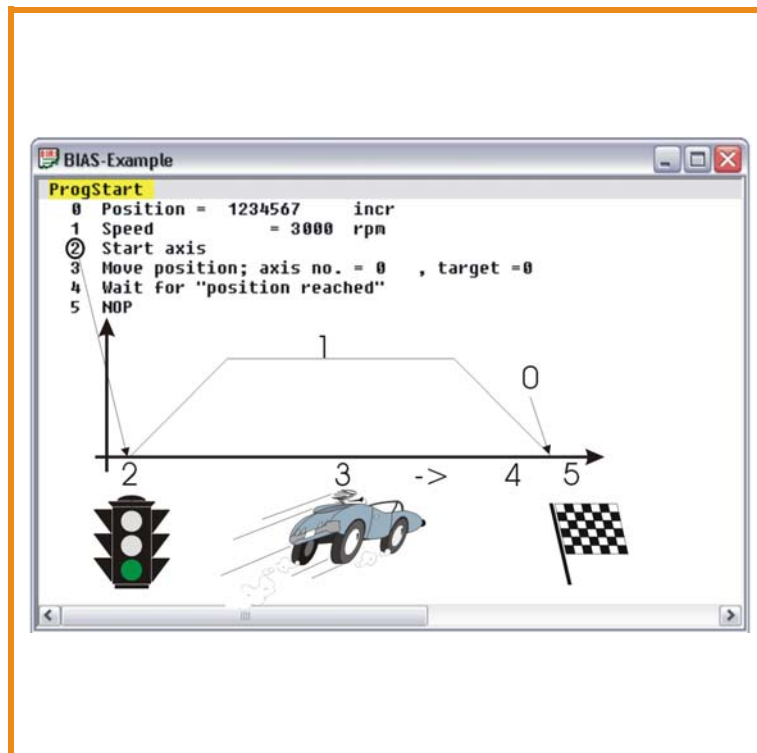 BIAS-Example
ProgStart
0 Position = 1234567 incr
1 Speed = 3000 rpm
2 Start axis
3 Move position; axis no. = 0 , target =0
4 Wait for "position reached"
5 NOP
1
0
2 3 -> 4 5